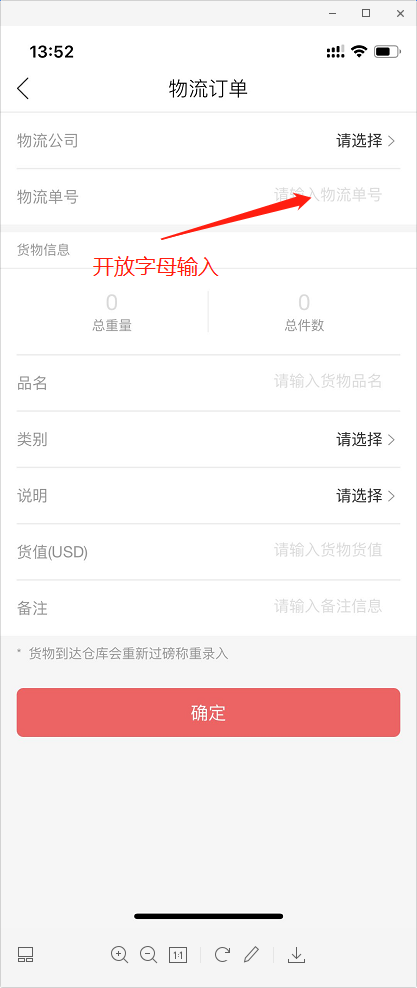 13:52
物流订单
物流公司 请选择
物流单号 请输入物流单号
货物信息
开放字母输入
0 0
总重量 总件数
品名 请输入货物品名
类别 请选择
说明 请选择
货值(USD) 请输入货物货值
备注 请输入备注信息
* 货物到达仓库会重新过磅称重录入
确定
1:1